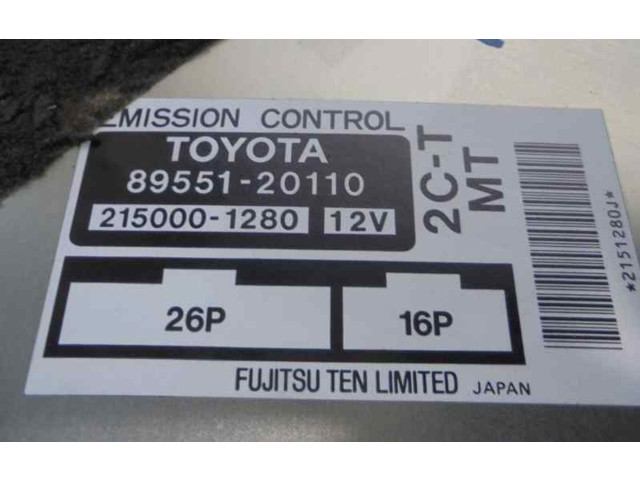 EMISSION CONTROL
TOYOTA
89551-20110
215000-1280 12V
2C-T
MT
26P 16P
*2151280J*
FUJITSU TEN LIMITED JAPAN